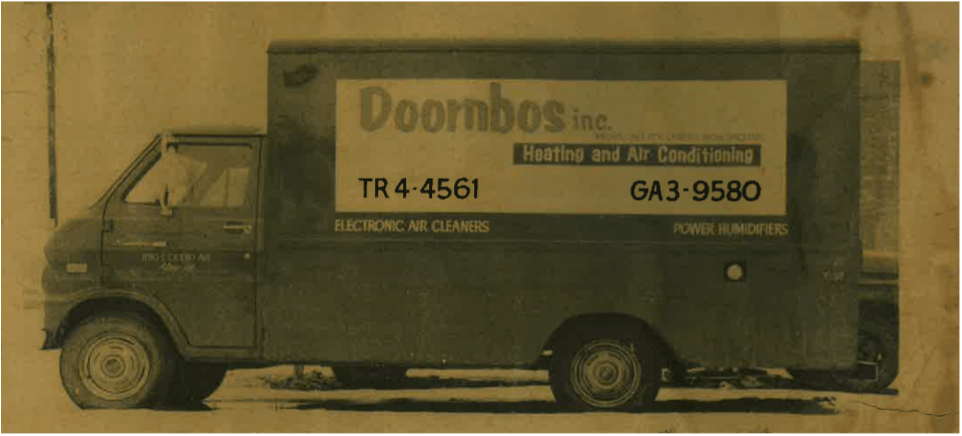 Doornbos inc.
Heating and Air Conditioning
TR 4-4561 GA3-9580
ELECTRONIC AIR CLEANERS POWER HUMIDIFIERS